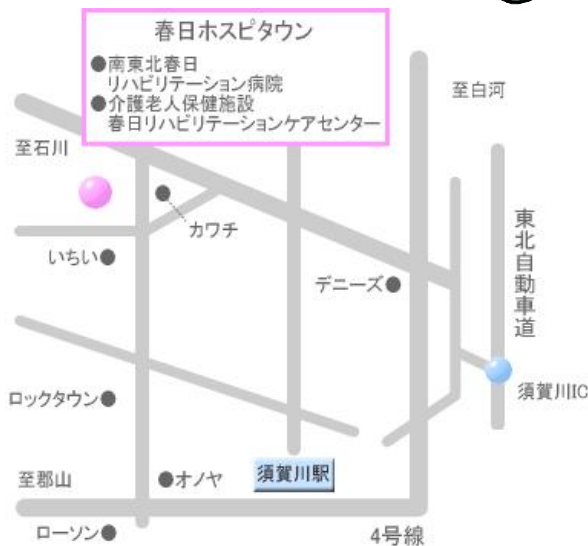 春日ホスピタウン
●南東北春日
リハビリテーション病院
●介護老人保健施設
春日リハビリテーションケアセンター
至白河
至石川
カワチ
東北自動車道
いちい
デニーズ
須賀川IC
ロックタウン
至郡山
オノヤ
須賀川駅
ローソン
4号線